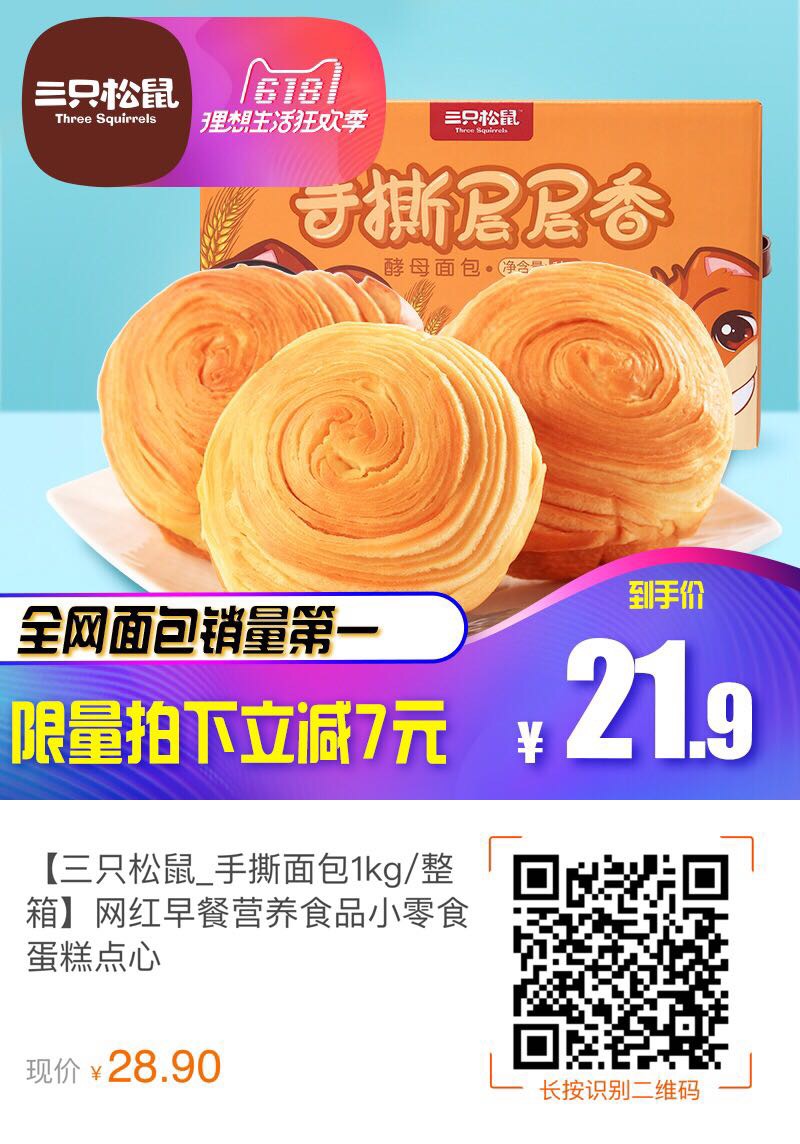 三只松鼠
Three Squirrels
618
理想生活狂欢季
三只松鼠
Three Squirrels
手撕层层香
酵母面包·净含量
全网面包销量第一
限量拍下立减7元
到手价
¥21.9
【三只松鼠_手撕面包1kg/整
箱】网红早餐营养食品小零食
蛋糕点心
现价 ¥28.90
长按识别二维码